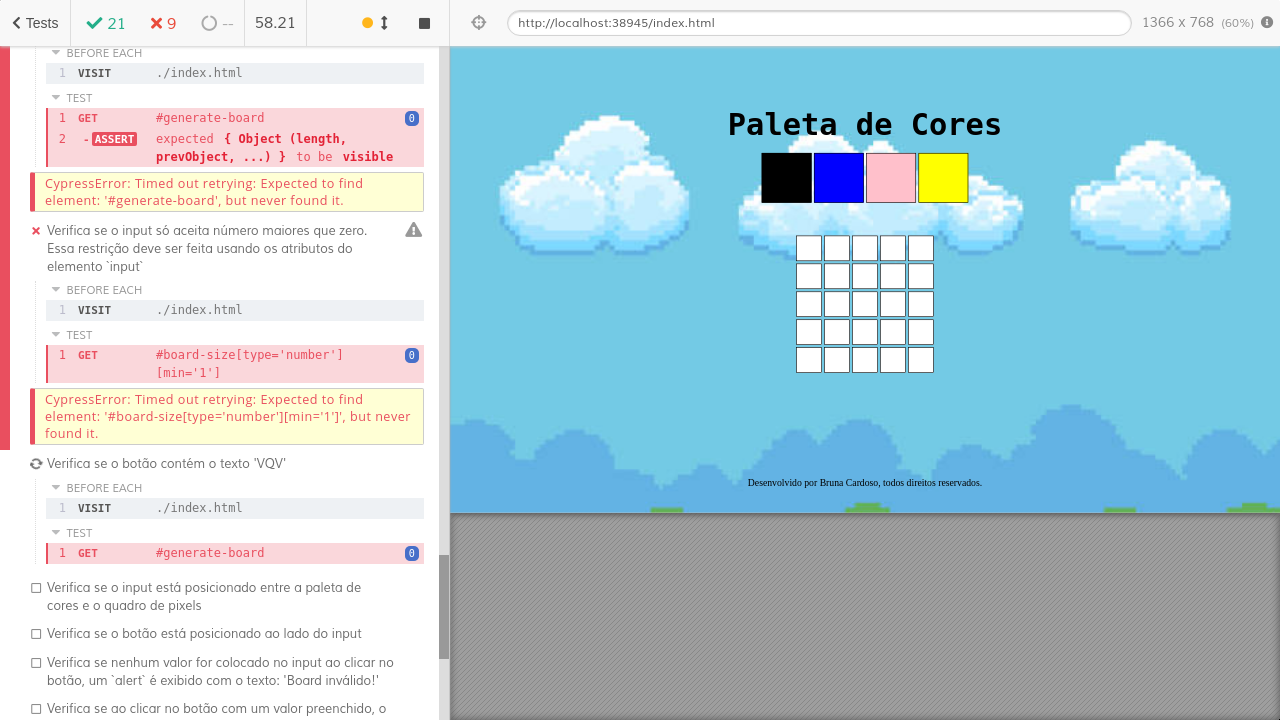 Tests
21
9
--
58.21
http://localhost:38945/index.html
1366 x 768 (60%)
BEFORE EACH
1 VISIT ./index.html
TEST
1 GET #generate-board 0
2 -ASSERT expected { Object (length,
prevObject, ...) } to be visible
CypressError: Timed out retrying: Expected to find
element: '#generate-board', but never found it.
Verifica se o input só aceita número maiores que zero.
Essa restrição deve ser feita usando os atributos do
elemento `input`
BEFORE EACH
1 VISIT ./index.html
TEST
1 GET #board-size[type='number'] 0
[min='1']
CypressError: Timed out retrying: Expected to find
element: '#board-size[type='number'][min='1']', but never
found it.
Verifica se o botão contém o texto 'VQV'
BEFORE EACH
1 VISIT ./index.html
TEST
1 GET #generate-board 0
Verifica se o input está posicionado entre a paleta de
cores e o quadro de pixels
Verifica se o botão está posicionado ao lado do input
Verifica se nenhum valor for colocado no input ao clicar no
botão, um `alert` é exibido com o texto: 'Board inválido!'
Verifica se ao clicar no botão com um valor preenchido, o
Paleta de Cores
Desenvolvido por Bruna Cardoso, todos direitos reservados.